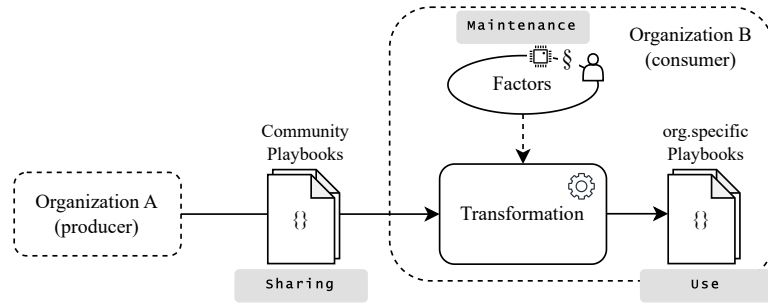 Maintenance
Organization B
(consumer)
§
Factors
Community
Playbooks
org.specific
Playbooks
Organization A
(producer)
{}
Transformation
{}
Sharing
Use